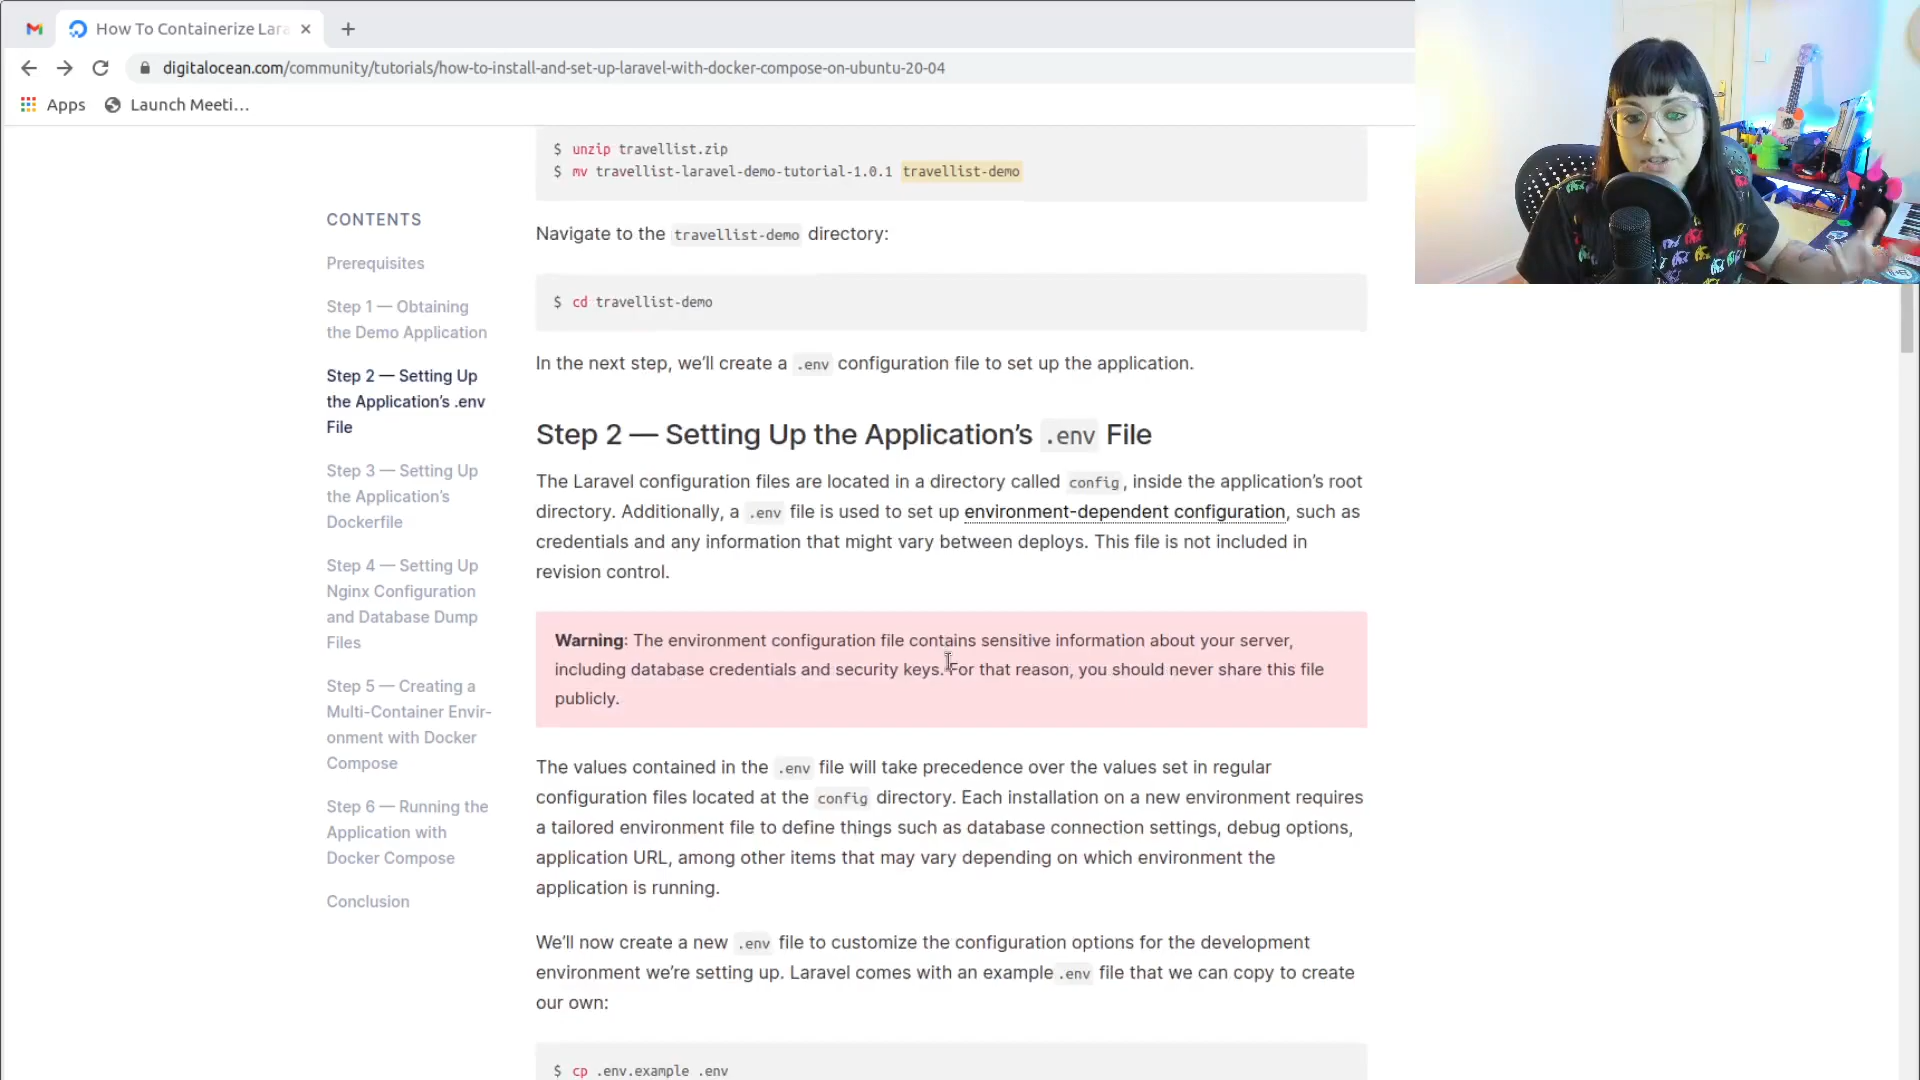 How To Containerize Lara
digitalocean.com/community/tutorials/how-to-install-and-set-up-laravel-with-docker-compose-on-ubuntu-20-04
Apps
Launch Meeti…
$ unzip travellist.zip
$ mv travellist-laravel-demo-tutorial-1.0.1 travellist-demo
CONTENTS
Prerequisites
Step 1 — Obtaining
the Demo Application
Step 2 — Setting Up
the Application’s .env
File
Step 3 — Setting Up
the Application’s
Dockerfile
Step 4 — Setting Up
Nginx Configuration
and Database Dump
Files
Step 5 — Creating a
Multi-Container Envir-
onment with Docker
Compose
Step 6 — Running the
Application with
Docker Compose
Conclusion
Navigate to the travellist-demo directory:
$ cd travellist-demo
In the next step, we’ll create a .env configuration file to set up the application.
Step 2 — Setting Up the Application’s .env File
The Laravel configuration files are located in a directory called config, inside the application’s root
directory. Additionally, a .env file is used to set up environment-dependent configuration, such as
credentials and any information that might vary between deploys. This file is not included in
revision control.
Warning: The environment configuration file contains sensitive information about your server,
including database credentials and security keys. For that reason, you should never share this file
publicly.
The values contained in the .env file will take precedence over the values set in regular
configuration files located at the config directory. Each installation on a new environment requires
a tailored environment file to define things such as database connection settings, debug options,
application URL, among other items that may vary depending on which environment the
application is running.
We’ll now create a new .env file to customize the configuration options for the development
environment we’re setting up. Laravel comes with an example .env file that we can copy to create
our own:
$ cp .env.example .env